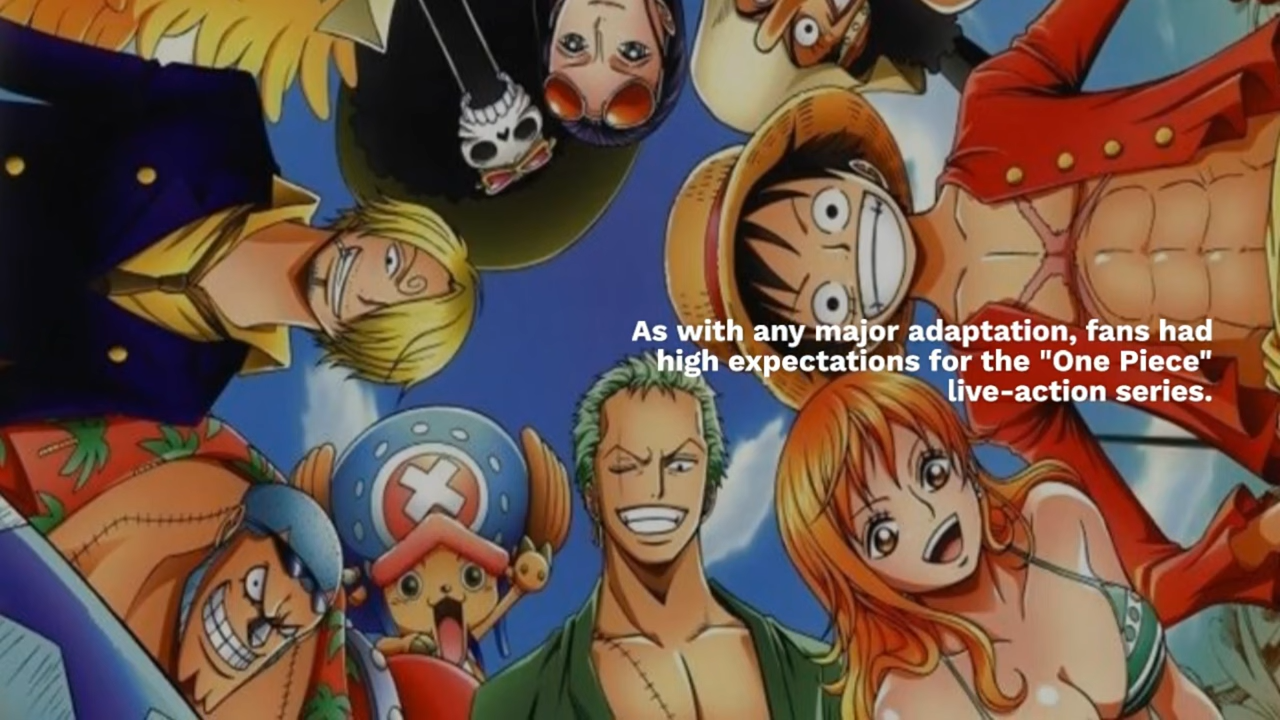 As with any major adaptation, fans had
high expectations for the "One Piece"
live-action series.